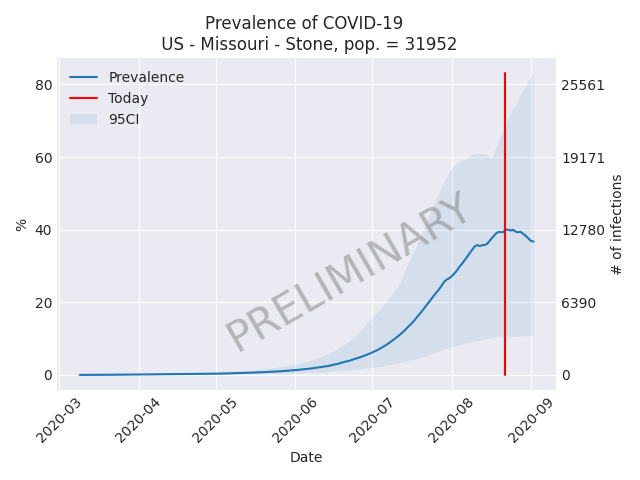 Prevalence of COVID-19
US - Missouri - Stone, pop. = 31952
Prevalence
Today
95CI
PRELIMINARY
80
60
40
20
0
%
25561
19171
12780
6390
0
# of infections
2020-03
2020-04
2020-05
2020-06
2020-07
2020-08
2020-09
Date